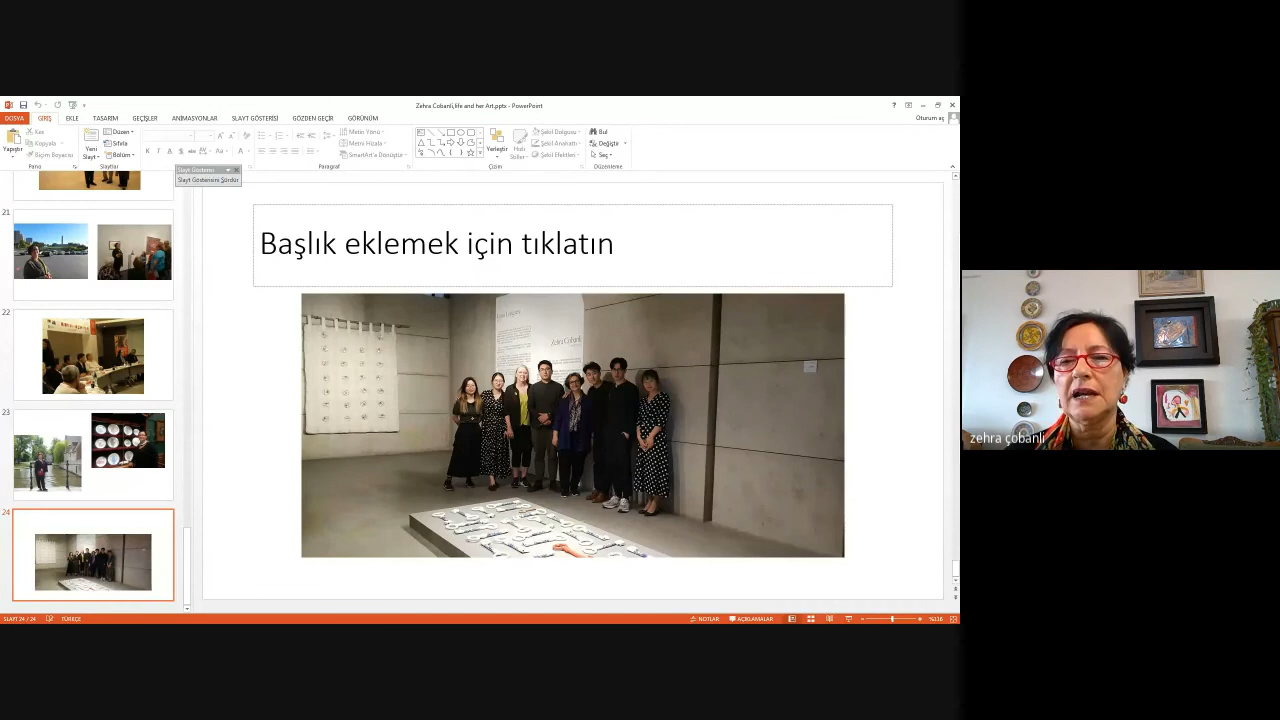 Zehra Cobanli,life and her Art.pptx - PowerPoint
DOSYA GİRİŞ EKLE TASARIM GEÇİŞLER ANİMASYONLAR SLAYT GÖSTERİSİ GÖZDEN GEÇİR GÖRÜNÜM Oturum aç
Yapıştır
Kes
Kopyala
Biçim Boyacısı
Pano
Yeni
Slayt
Düzen
Sıfırla
Bölüm
Slaytlar
K T A S abc Aa A
Metin Yönü
Metni Hizala
SmartArt'a Dönüştür
Paragraf
Yerleştir
Hızlı
Stiller
Şekil Dolgusu
Şekil Anahattı
Şekil Efektleri
Çizim
Bul
Değiştir
Seç
Düzenleme
Slayt Gösterisi
Slayt Gösterisini Sürdür
21
22
23
24
Başlık eklemek için tıklatın
Zehra Çobanlı
zehra çobanli
SLAYT 24 / 24 TÜRKÇE NOTLAR AÇIKLAMALAR %116